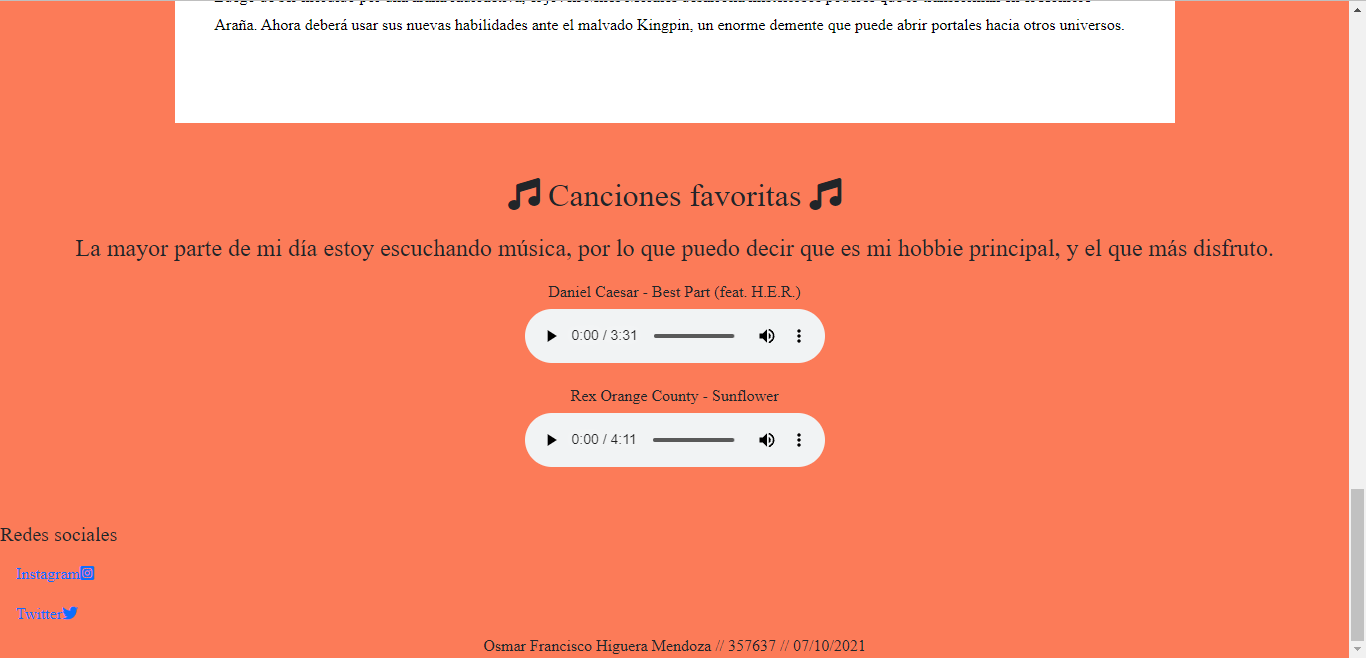 Araña. Ahora deberá usar sus nuevas habilidades ante el malvado Kingpin, un enorme demente que puede abrir portales hacia otros universos.
Canciones favoritas
La mayor parte de mi día estoy escuchando música, por lo que puedo decir que es mi hobbie principal, y el que más disfruto.
Daniel Caesar - Best Part (feat. H.E.R.)
0:00 / 3:31
Rex Orange County - Sunflower
0:00 / 4:11
Redes sociales
Instagram
Twitter
Osmar Francisco Higuera Mendoza // 357637 // 07/10/2021